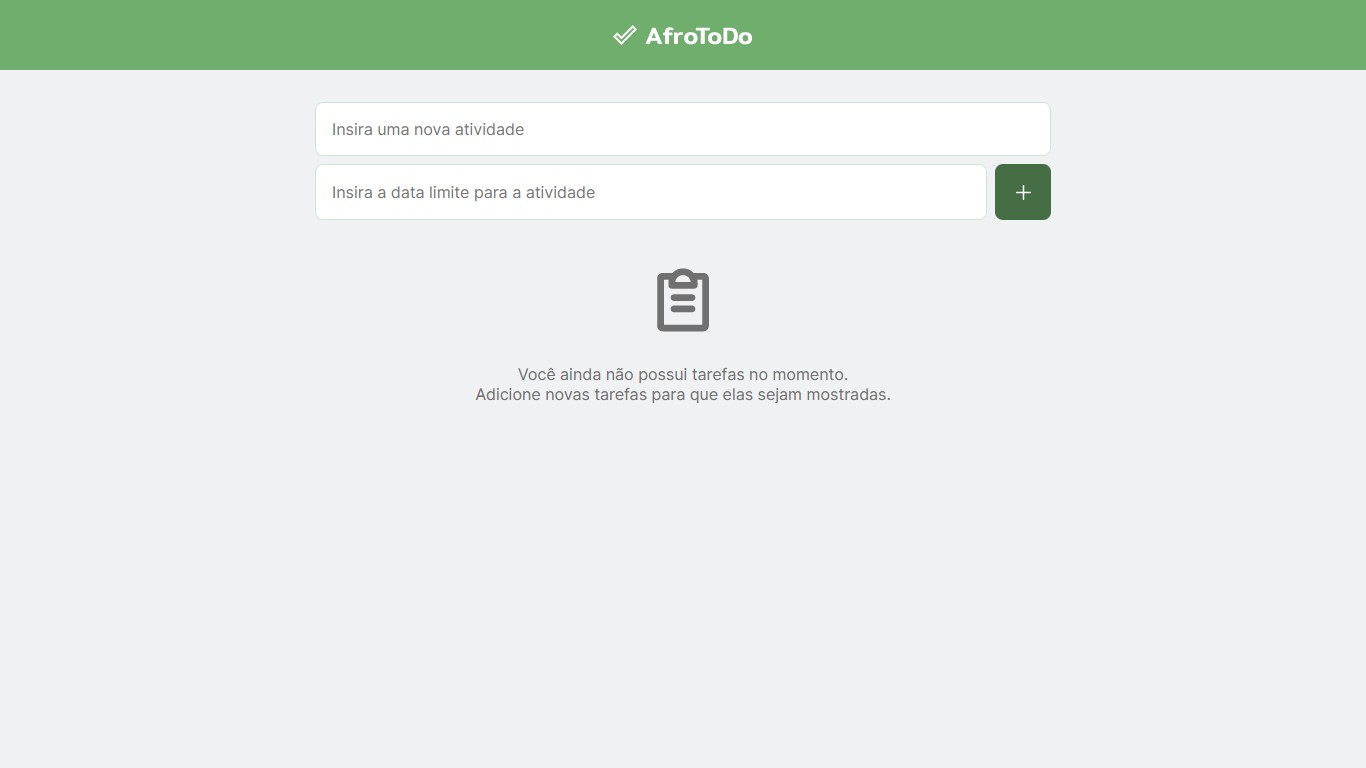 AfroToDo
Insira uma nova atividade
Insira a data limite para a atividade
Você ainda não possui tarefas no momento.
Adicione novas tarefas para que elas sejam mostradas.